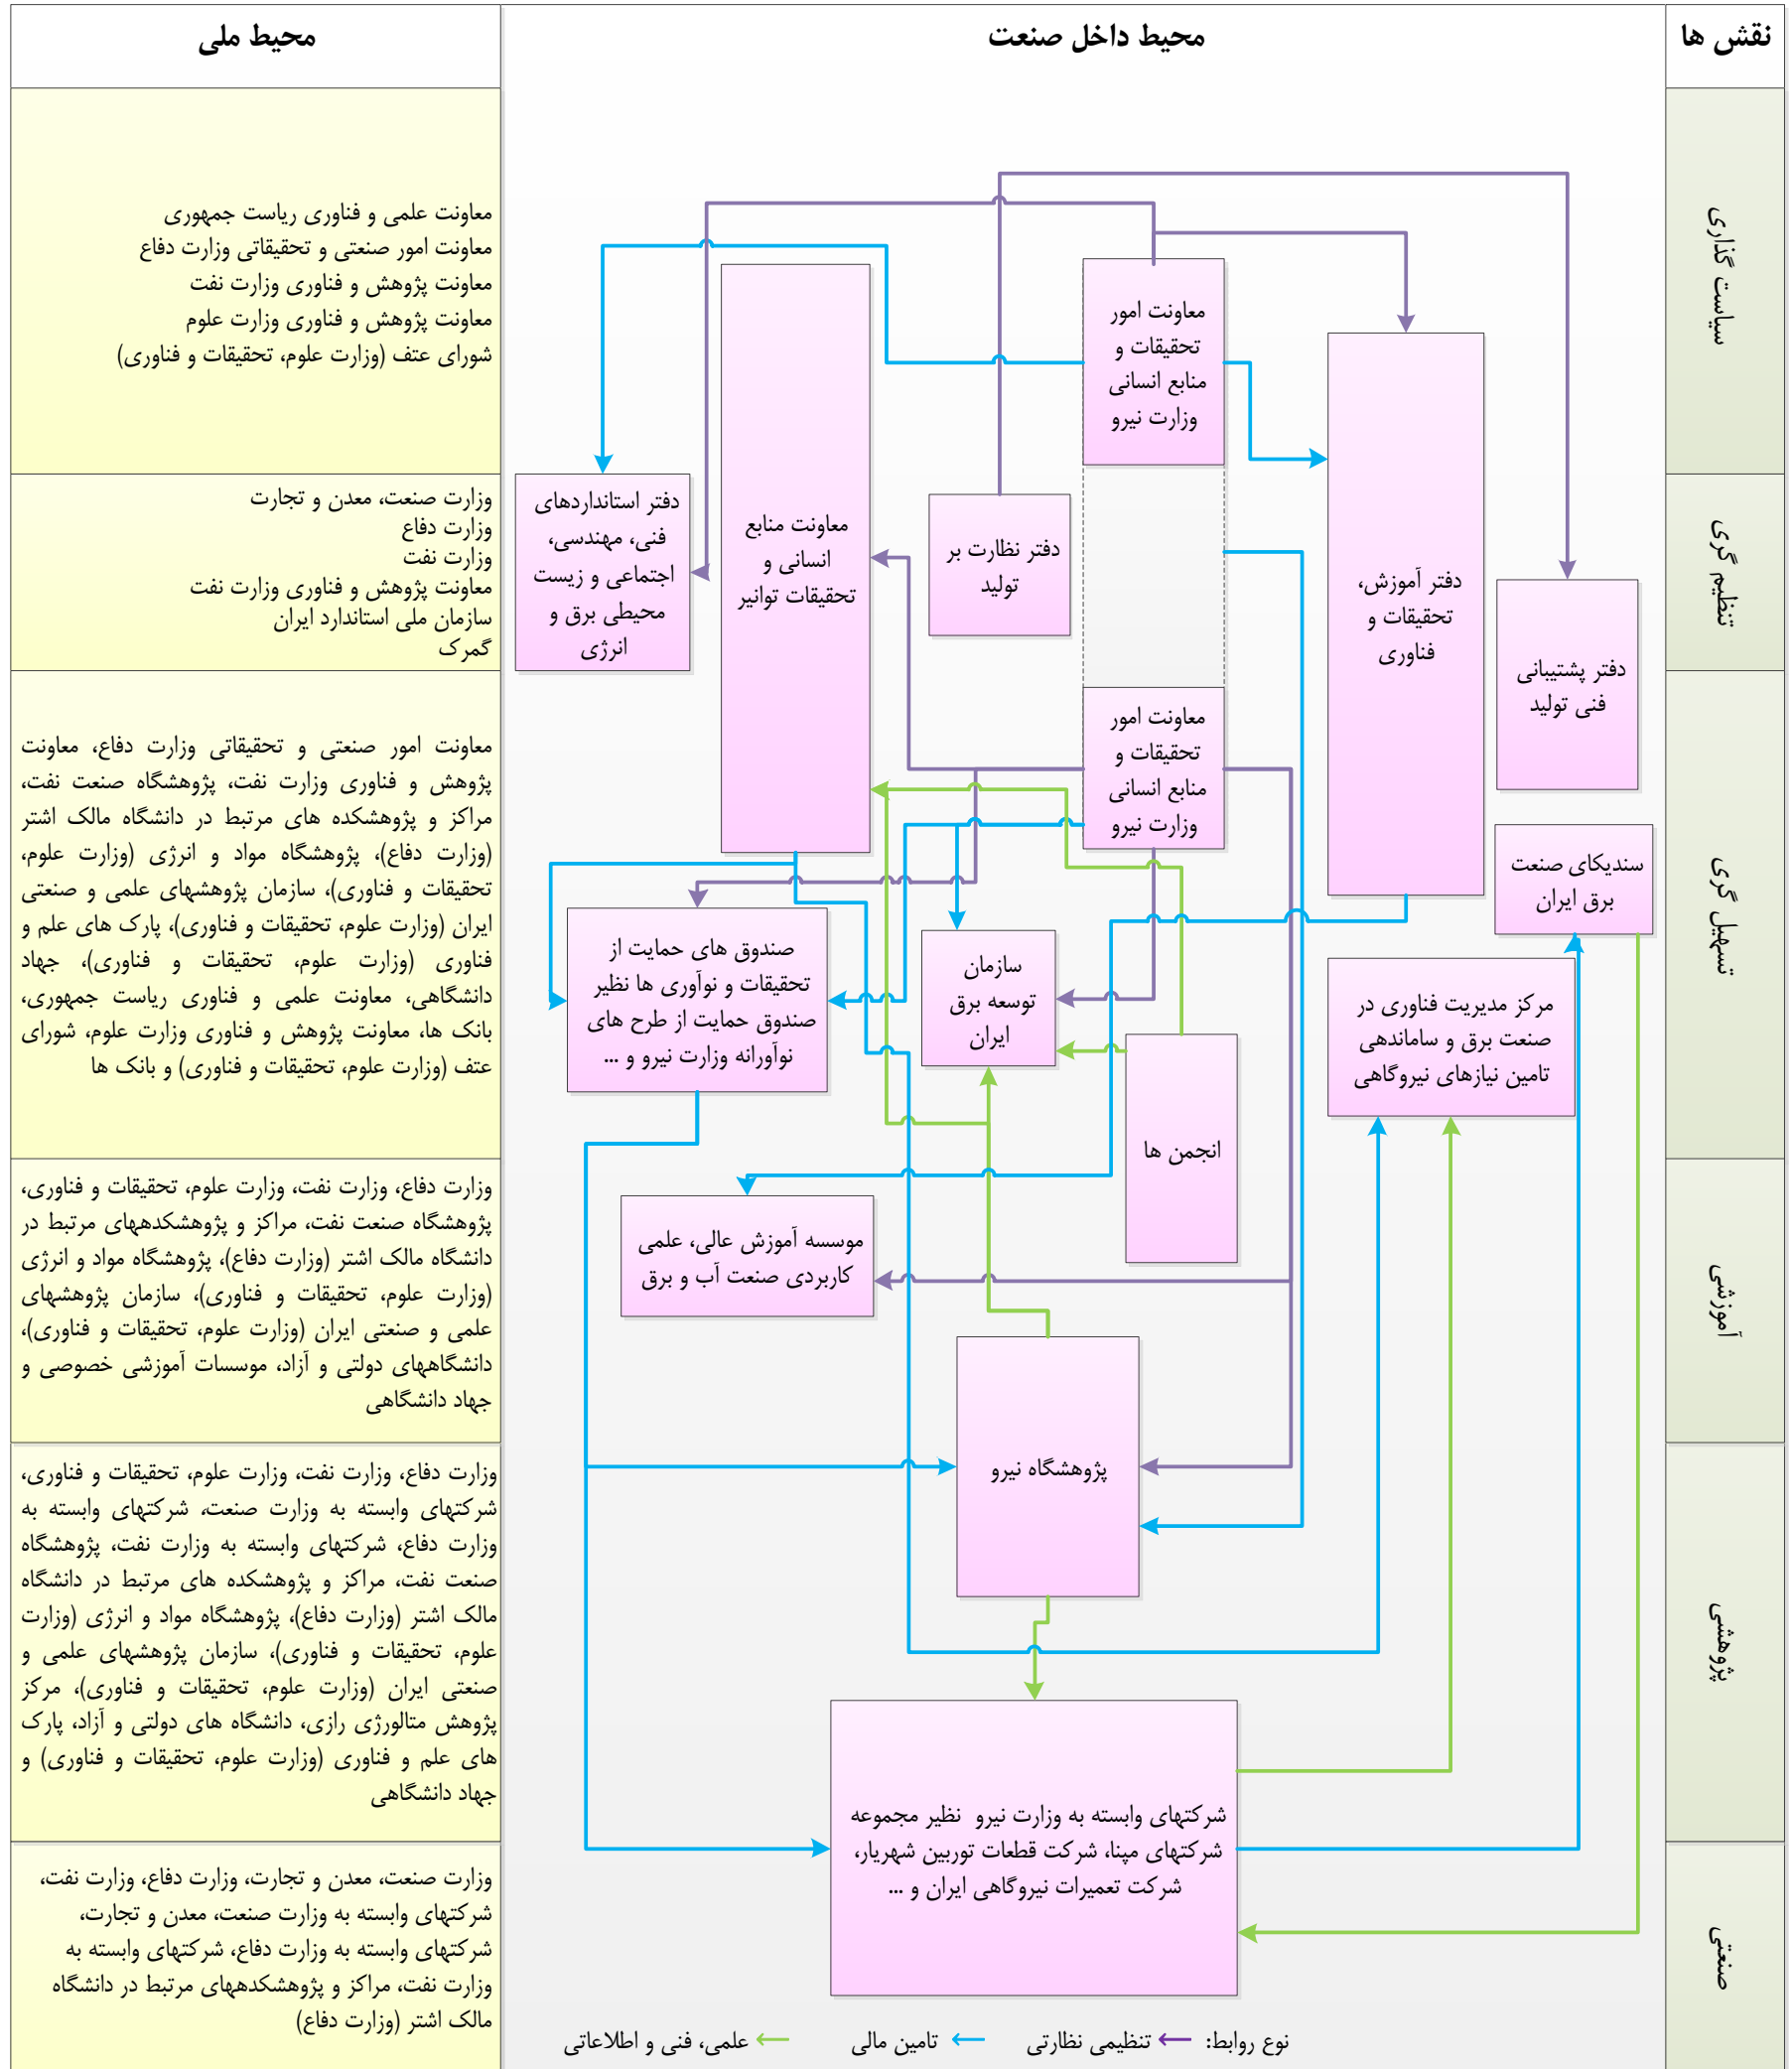 نقش ها
محیط داخل صنعت
محیط ملی
سیاست گذاری
معاونت امور
تحقیقات و
منابع انسانی
وزارت نیرو
معاونت علمی و فناوری ریاست جمهوری
معاونت امور صنعتی و تحقیقاتی وزارت دفاع
معاونت پژوهش و فناوری وزارت نفت
معاونت پژوهش و فناوری وزارت علوم
شورای عتف (وزارت علوم، تحقیقات و فناوری)
تنظیم گری
دفتر پشتیبانی
فنی تولید
دفتر آموزش،
تحقیقات و
فناوری
دفتر نظارت بر
تولید
معاونت منابع
انسانی و
تحقیقات توانیر
دفتر استانداردهای
فنی، مهندسی،
اجتماعی و زیست
محیطی برق و
انرژی
وزارت صنعت، معدن و تجارت
وزارت دفاع
وزارت نفت
معاونت پژوهش و فناوری وزارت نفت
سازمان ملی استاندارد ایران
گمرک
تسهیل گری
سندیکای صنعت
برق ایران
مرکز مدیریت فناوری در
صنعت برق و ساماندهی
تامین نیازهای نیروگاهی
معاونت امور
تحقیقات و
منابع انسانی
وزارت نیرو
انجمن ها
سازمان
توسعه برق
ایران
صندوق های حمایت از
تحقیقات و نوآوری ها نظیر
صندوق حمایت از طرح های
نوآورانه وزارت نیرو و ...
معاونت امور صنعتی و تحقیقاتی وزارت دفاع، معاونت
پژوهش و فناوری وزارت نفت، پژوهشگاه صنعت نفت،
مراکز و پژوهشکده های مرتبط در دانشگاه مالک اشتر
(وزارت دفاع)، پژوهشگاه مواد و انرژی (وزارت علوم،
تحقیقات و فناوری)، سازمان پژوهشهای علمی و صنعتی
ایران (وزارت علوم، تحقیقات و فناوری)، پارک های علم و
فناوری (وزارت علوم، تحقیقات و فناوری)، جهاد
دانشگاهی، معاونت علمی و فناوری ریاست جمهوری،
بانک ها، معاونت پژوهش و فناوری وزارت علوم، شورای
عتف (وزارت علوم، تحقیقات و فناوری) و بانک ها
آموزشی
موسسه آموزش عالی، علمی
کاربردی صنعت آب و برق
وزارت دفاع، وزارت نفت، وزارت علوم، تحقیقات و فناوری،
پژوهشگاه صنعت نفت، مراکز و پژوهشکدههای مرتبط در
دانشگاه مالک اشتر (وزارت دفاع)، پژوهشگاه مواد و انرژی
(وزارت علوم، تحقیقات و فناوری)، سازمان پژوهشهای
علمی و صنعتی ایران (وزارت علوم، تحقیقات و فناوری)،
دانشگاههای دولتی و آزاد، موسسات آموزشی خصوصی و
جهاد دانشگاهی
پژوهشی
پژوهشگاه نیرو
وزارت دفاع، وزارت نفت، وزارت علوم، تحقیقات و فناوری،
شرکتهای وابسته به وزارت صنعت، شرکتهای وابسته به
وزارت دفاع، شرکتهای وابسته به وزارت نفت، پژوهشگاه
صنعت نفت، مراکز و پژوهشکده های مرتبط در دانشگاه
مالک اشتر (وزارت دفاع)، پژوهشگاه مواد و انرژی (وزارت
علوم، تحقیقات و فناوری)، سازمان پژوهشهای علمی و
صنعتی ایران (وزارت علوم، تحقیقات و فناوری)، مرکز
پژوهش متالورژی رازی، دانشگاه های دولتی و آزاد، پارک
های علم و فناوری (وزارت علوم، تحقیقات و فناوری) و
جهاد دانشگاهی
صنعتی
شرکتهای وابسته به وزارت نیرو نظیر مجموعه
شرکتهای مپنا، شرکت قطعات توربین شهریار،
شرکت تعمیرات نیروگاهی ایران و ...
وزارت صنعت، معدن و تجارت، وزارت دفاع، وزارت نفت،
شرکتهای وابسته به وزارت صنعت، معدن و تجارت،
شرکتهای وابسته به وزارت دفاع، شرکتهای وابسته به
وزارت نفت، مراکز و پژوهشکدههای مرتبط در دانشگاه
مالک اشتر (وزارت دفاع)
نوع روابط: تنظیمی نظارتی تامین مالی علمی، فنی و اطلاعاتی